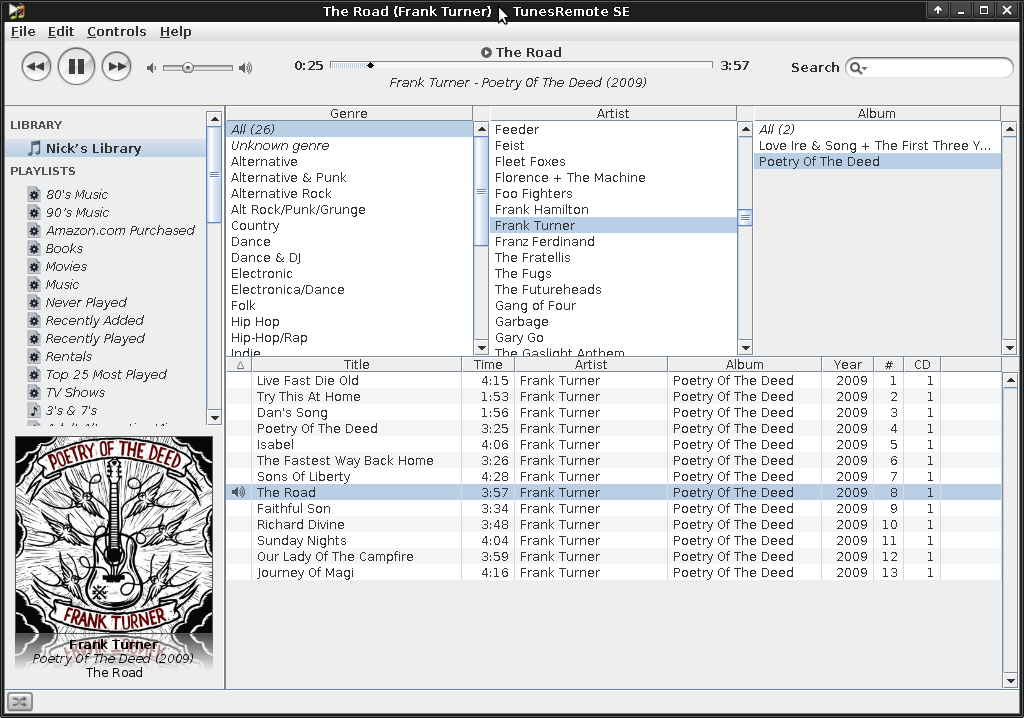 The Road (Frank Turner) TunesRemote SE
File Edit Controls Help
The Road
0:25 3:57
Frank Turner - Poetry Of The Deed (2009)
Search
LIBRARY
Nick's Library
PLAYLISTS
80's Music
90's Music
Amazon.com Purchased
Books
Movies
Music
Never Played
Recently Added
Recently Played
Rentals
Top 25 Most Played
TV Shows
3's & 7's
POETRY OF THE DEED
FRANK TURNER
Frank Turner
Poetry Of The Deed (2009)
The Road
Genre
All (26)
Unknown genre
Alternative
Alternative & Punk
Alternative Rock
Alt Rock/Punk/Grunge
Country
Dance
Dance & DJ
Electronic
Electronica/Dance
Folk
Hip Hop
Hip-Hop/Rap
Indie
Artist
Feeder
Feist
Fleet Foxes
Florence + The Machine
Foo Fighters
Frank Hamilton
Frank Turner
Franz Ferdinand
The Fratellis
The Fugs
The Futureheads
Gang of Four
Garbage
Gary Go
The Gaslight Anthem
Album
All (2)
Love Ire & Song + The First Three Y...
Poetry Of The Deed
Title Time Artist Album Year # CD
Live Fast Die Old 4:15 Frank Turner Poetry Of The Deed 2009 1 1
Try This At Home 1:53 Frank Turner Poetry Of The Deed 2009 2 1
Dan's Song 1:56 Frank Turner Poetry Of The Deed 2009 3 1
Poetry Of The Deed 3:25 Frank Turner Poetry Of The Deed 2009 4 1
Isabel 4:06 Frank Turner Poetry Of The Deed 2009 5 1
The Fastest Way Back Home 3:26 Frank Turner Poetry Of The Deed 2009 6 1
Sons Of Liberty 4:28 Frank Turner Poetry Of The Deed 2009 7 1
The Road 3:57 Frank Turner Poetry Of The Deed 2009 8 1
Faithful Son 3:34 Frank Turner Poetry Of The Deed 2009 9 1
Richard Divine 3:48 Frank Turner Poetry Of The Deed 2009 10 1
Sunday Nights 4:04 Frank Turner Poetry Of The Deed 2009 11 1
Our Lady Of The Campfire 3:59 Frank Turner Poetry Of The Deed 2009 12 1
Journey Of Magi 4:16 Frank Turner Poetry Of The Deed 2009 13 1